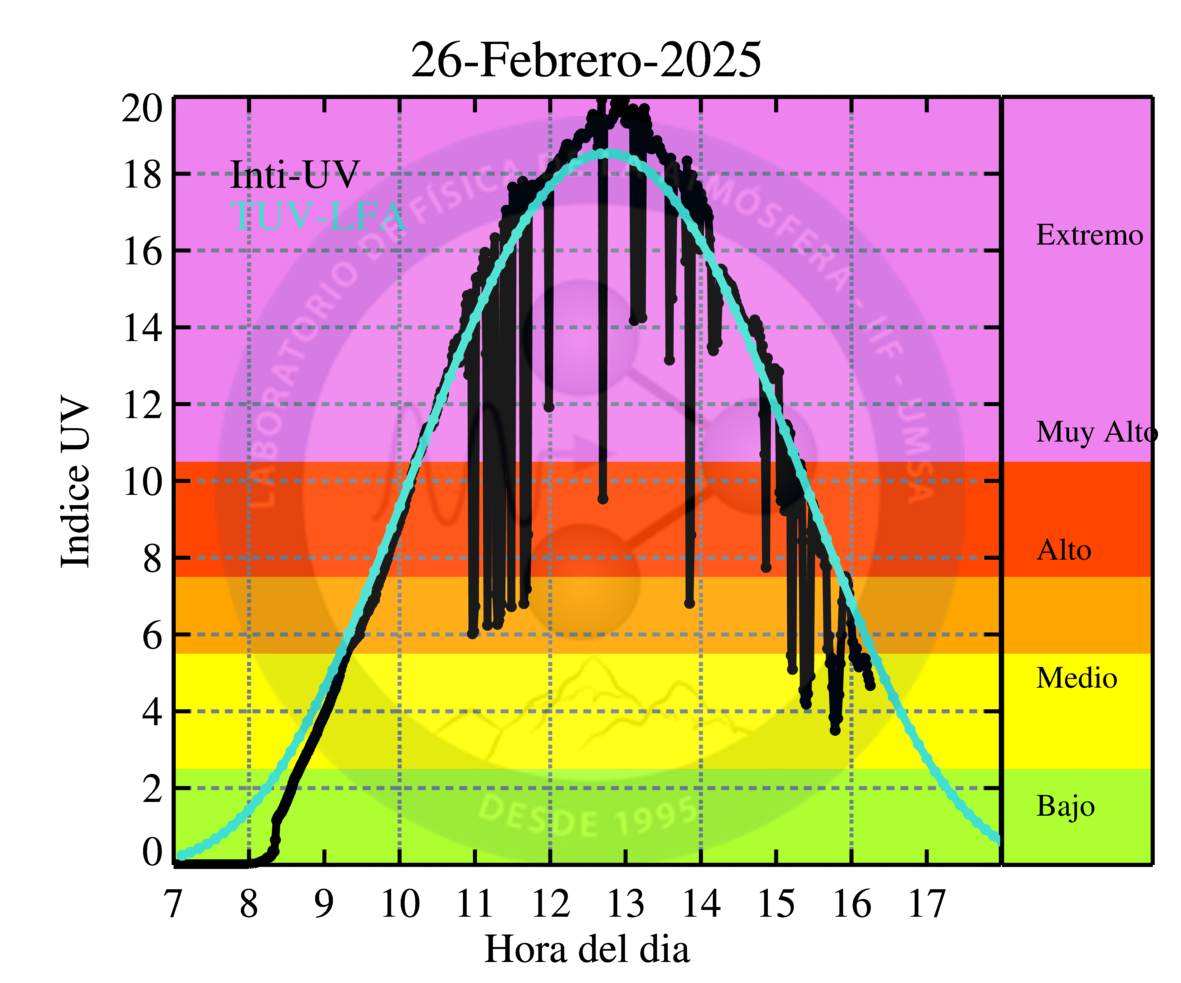 26-Febrero-2025
Inti-UV
TUV-LFA
20
18
16
14
12
10
8
6
4
2
0
Indice UV
7 8 9 10 11 12 13 14 15 16 17
Hora del dia
Extremo
Muy Alto
Alto
Medio
Bajo
LABORATORIO DE FÍSICA DE LA ATMÓSFERA - IIF - UMSA
DESDE 1995